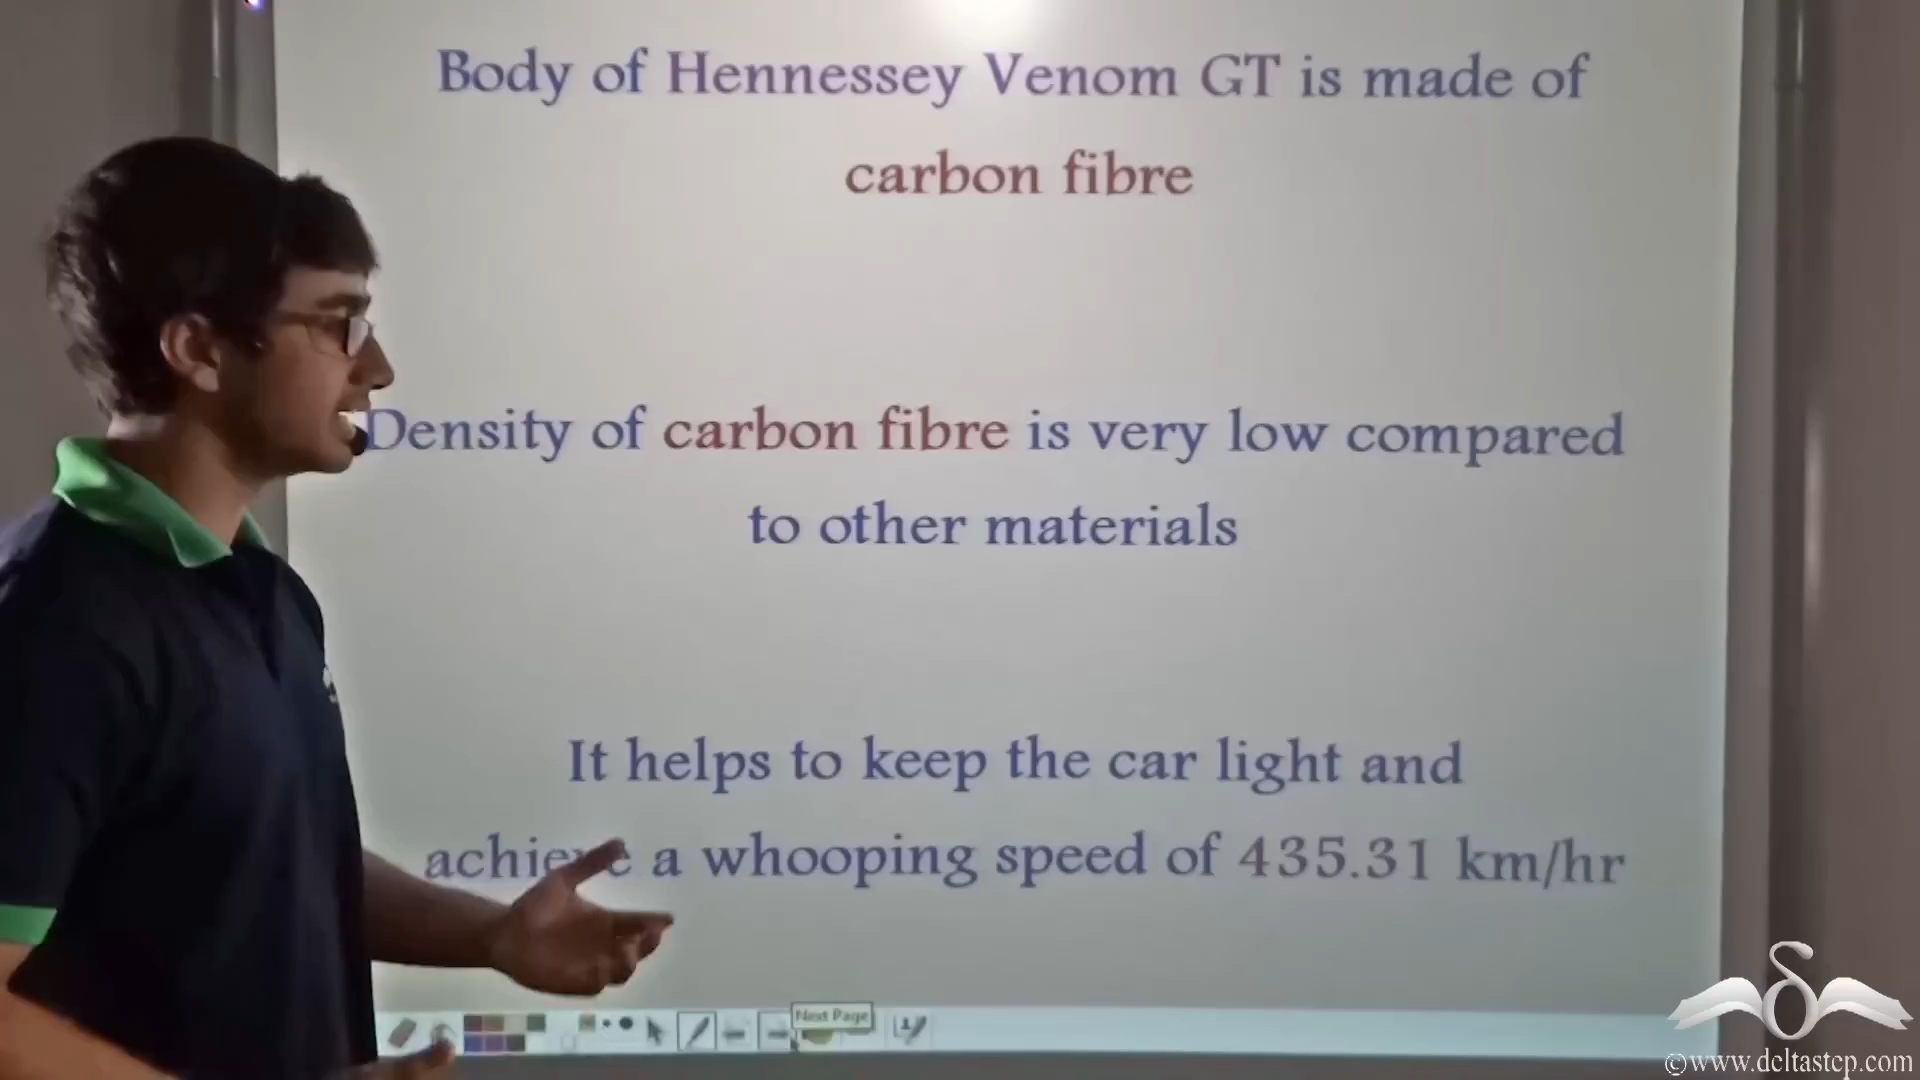 Body of Hennessey Venom GT is made of
carbon fibre
Density of carbon fibre is very low compared
to other materials
It helps to keep the car light and
achieve a whooping speed of 435.31 km/hr
Next Page
©www.deltastep.com